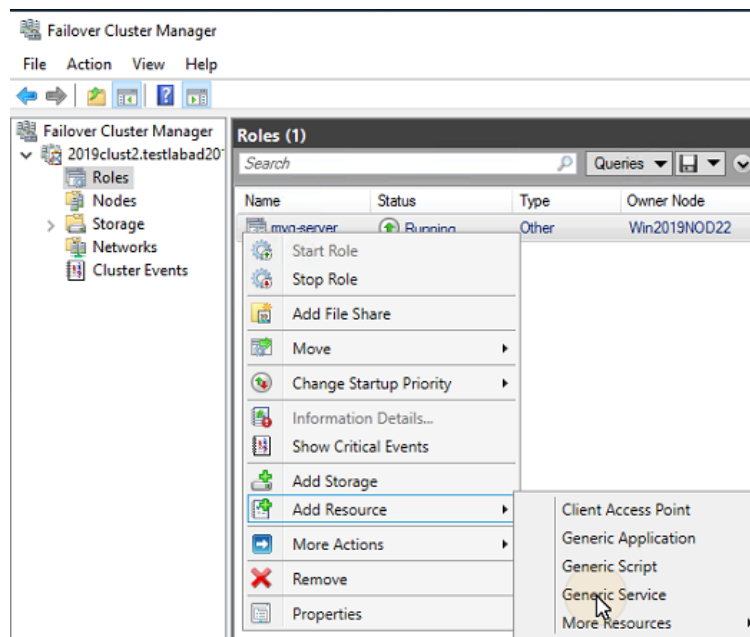 Failover Cluster Manager
File Action View Help
Failover Cluster Manager
2019clust2.testlabad20
Roles
Nodes
Storage
Networks
Cluster Events
Roles (1)
Search
Queries
Name Status Type Owner Node
myq-server Running Other Win2019NOD22
Start Role
Stop Role
Add File Share
Move
Change Startup Priority
Information Details...
Show Critical Events
Add Storage
Add Resource
More Actions
Remove
Properties
Client Access Point
Generic Application
Generic Script
Generic Service
More Resources